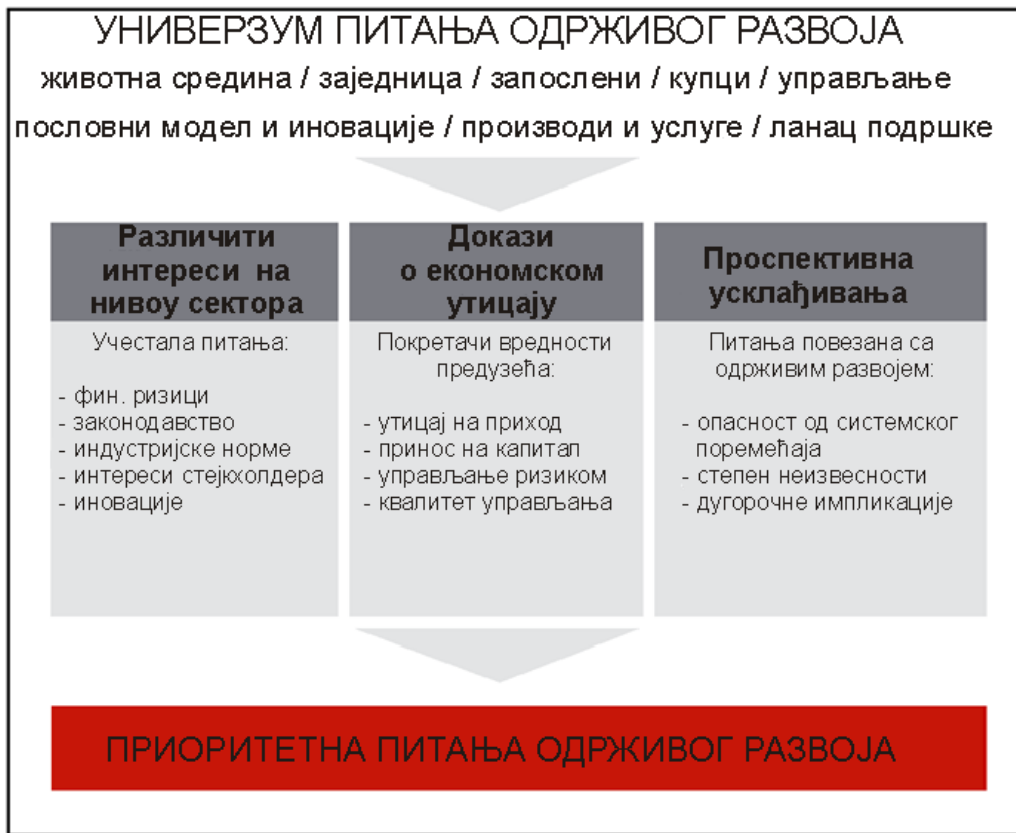 УНИВЕРЗУМ ПИТАЊА ОДРЖИВОГ РАЗВОЈА
животна средина / заједница / запослени / купци / управљање
пословни модел и иновације / производи и услуге / ланац подршке
Различити
интереси на
нивоу сектора
Учестала питања:
- фин. ризици
- законодавство
- индустријске норме
- интереси стејкхолдера
- иновације
Докази
о економском
утицају
Покретачи вредности
предузећа:
- утицај на приход
- принос на капитал
- управљање ризиком
- квалитет управљања
Проспективна
усклађивања
Питања повезана са
одрживим развојем:
- опасност од системског
поремећаја
- степен неизвесности
- дугорочне импликације
ПРИОРИТЕТНА ПИТАЊА ОДРЖИВОГ РАЗВОЈА